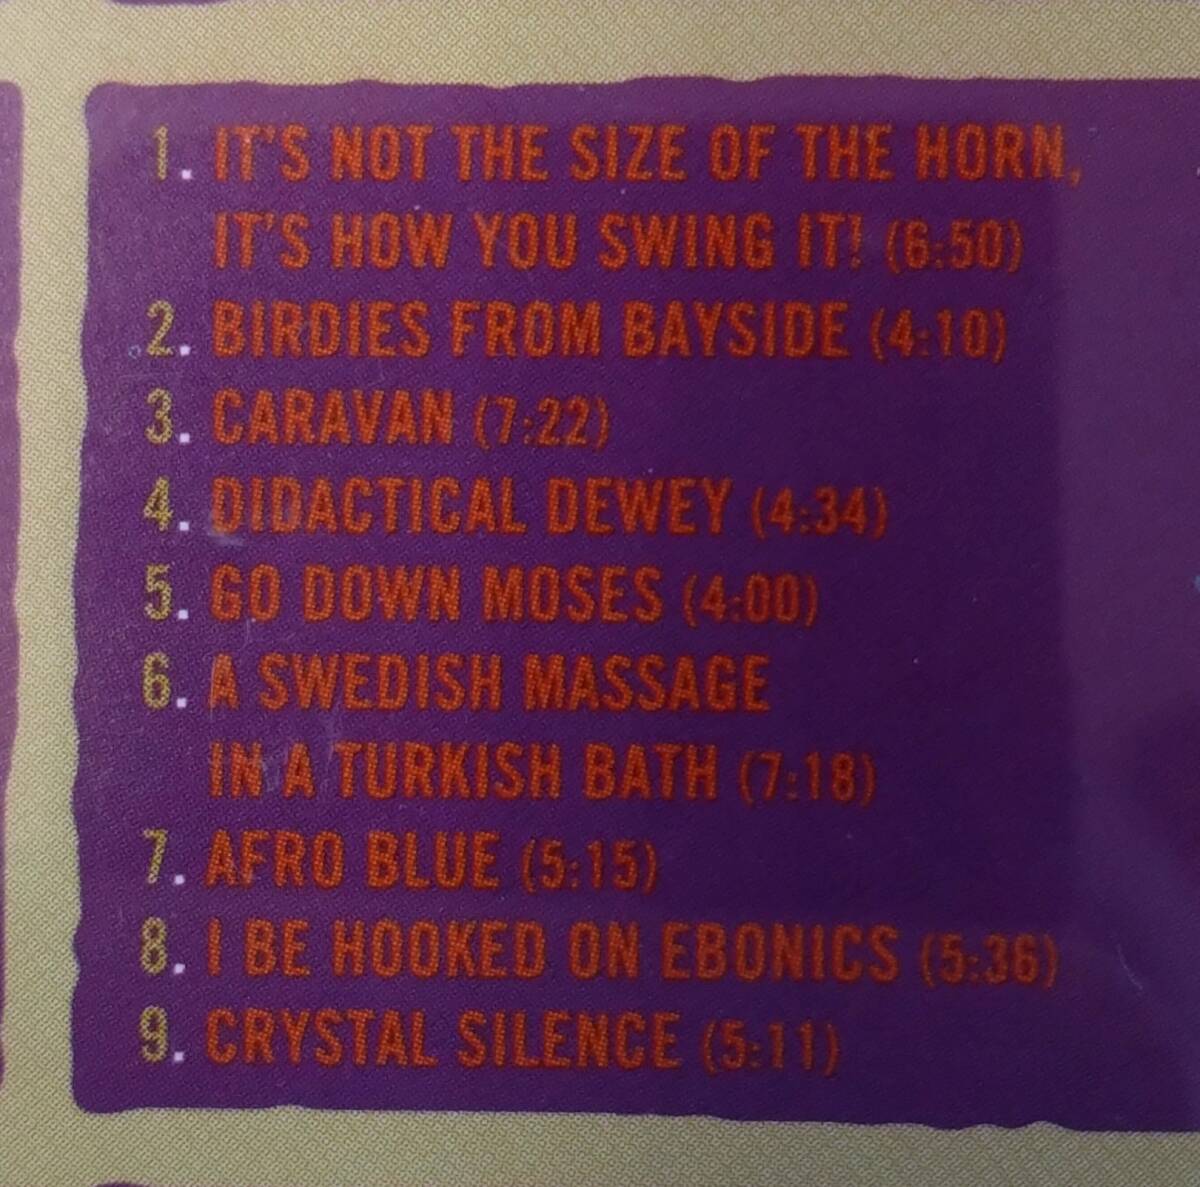 1. IT'S NOT THE SIZE OF THE HORN,
IT'S HOW YOU SWING IT! (6:50)
2. BIRDIES FROM BAYSIDE (4:10)
3. CARAVAN (7:22)
4. DIDACTICAL DEWEY (4:34)
5. GO DOWN MOSES (4:00)
6. A SWEDISH MASSAGE
IN A TURKISH BATH (7:18)
7. AFRO BLUE (5:15)
8. I BE HOOKED ON EBONICS (5:36)
9. CRYSTAL SILENCE (5:11)